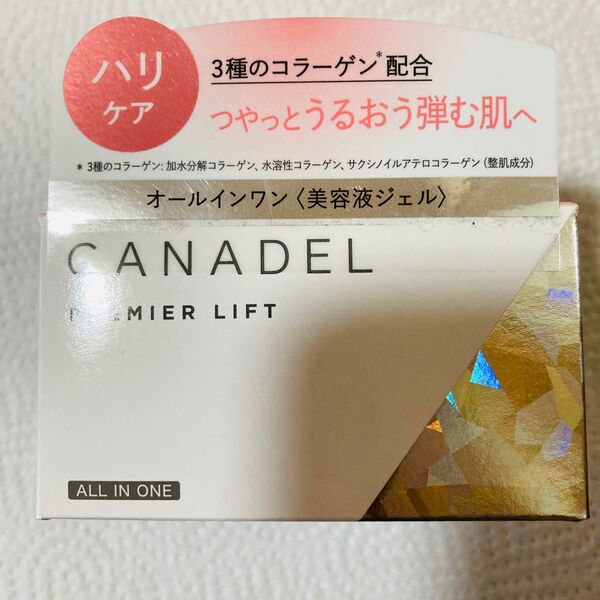 ハリ
ケア
3種のコラーゲン*配合
つやっとうるおう弾む肌へ
* 3種のコラーゲン: 加水分解コラーゲン、水溶性コラーゲン、サクシノイルアテロコラーゲン (整肌成分)
オールインワン〈美容液ジェル〉
CANADEL
PREMIER LIFT
ALL IN ONE